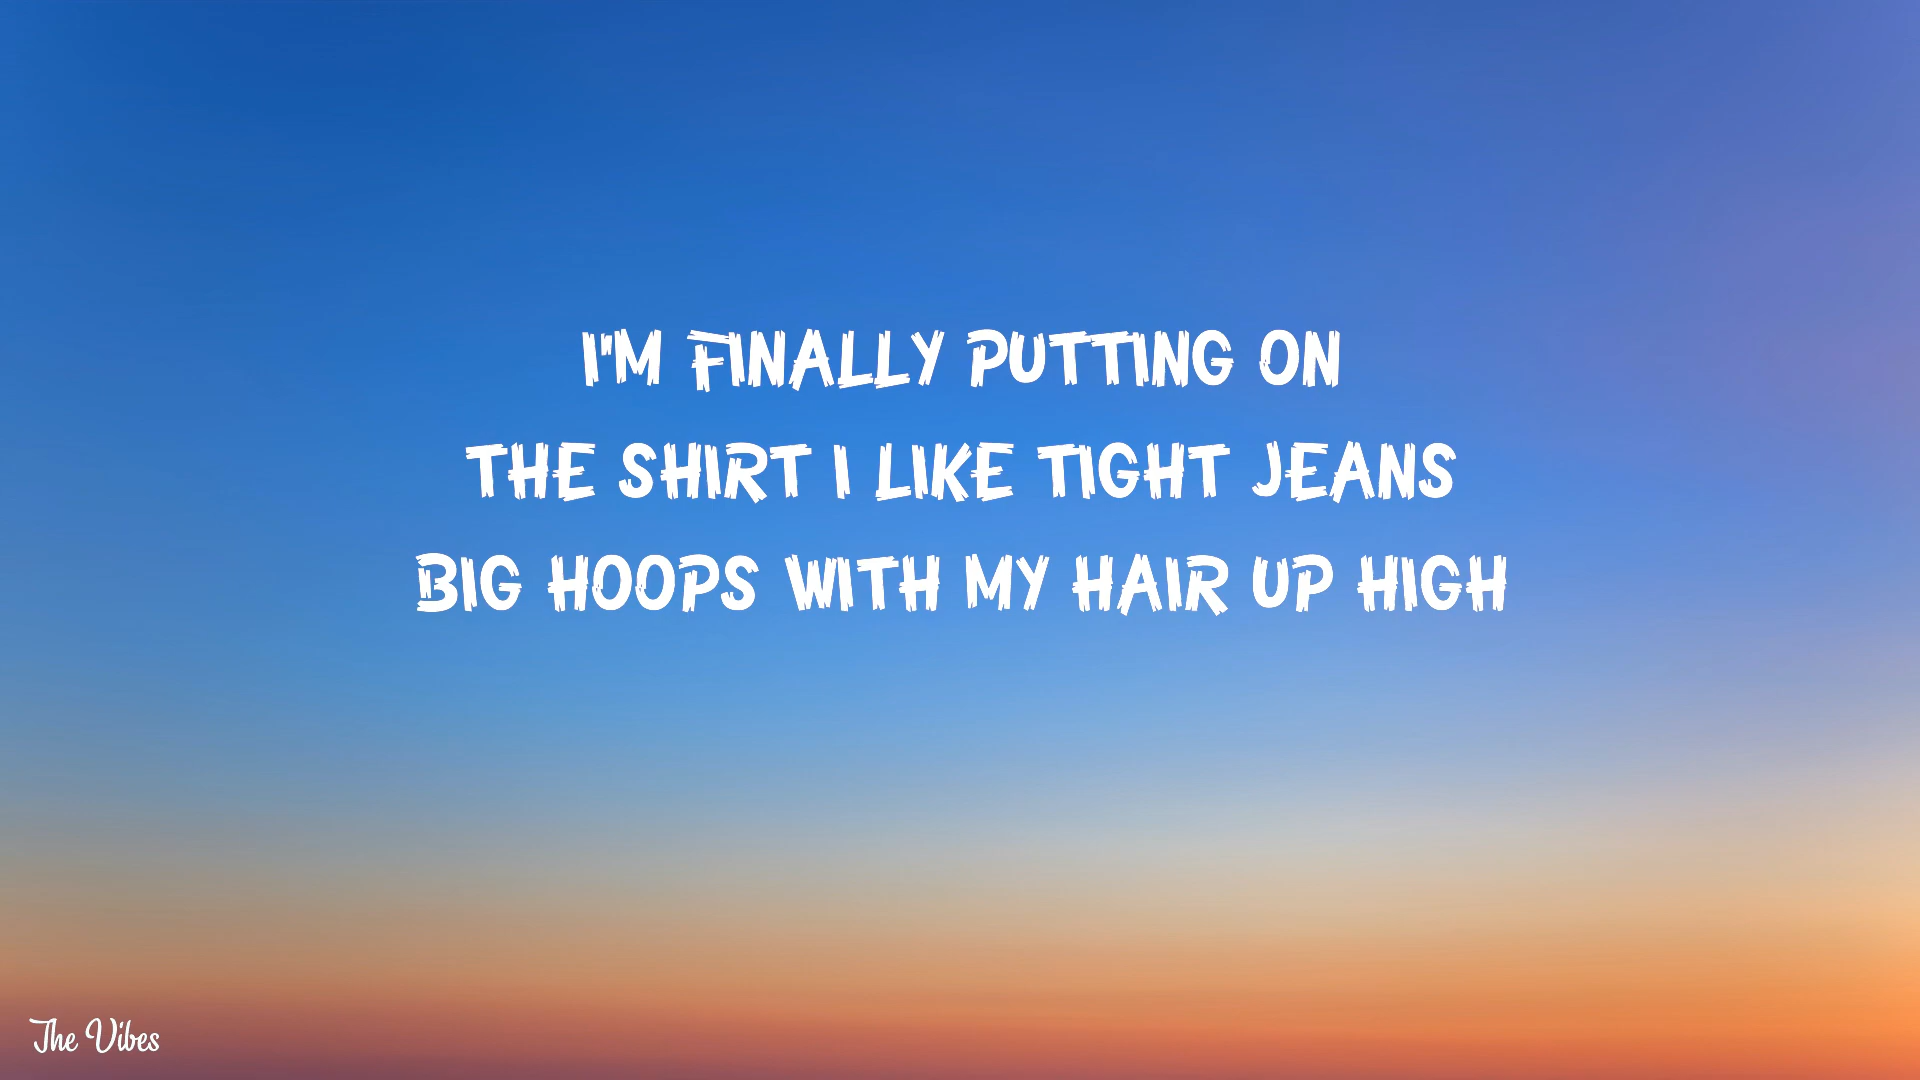 I'M FINALLY PUTTING ON
THE SHIRT I LIKE TIGHT JEANS
BIG HOOPS WITH MY HAIR UP HIGH
The Vibes